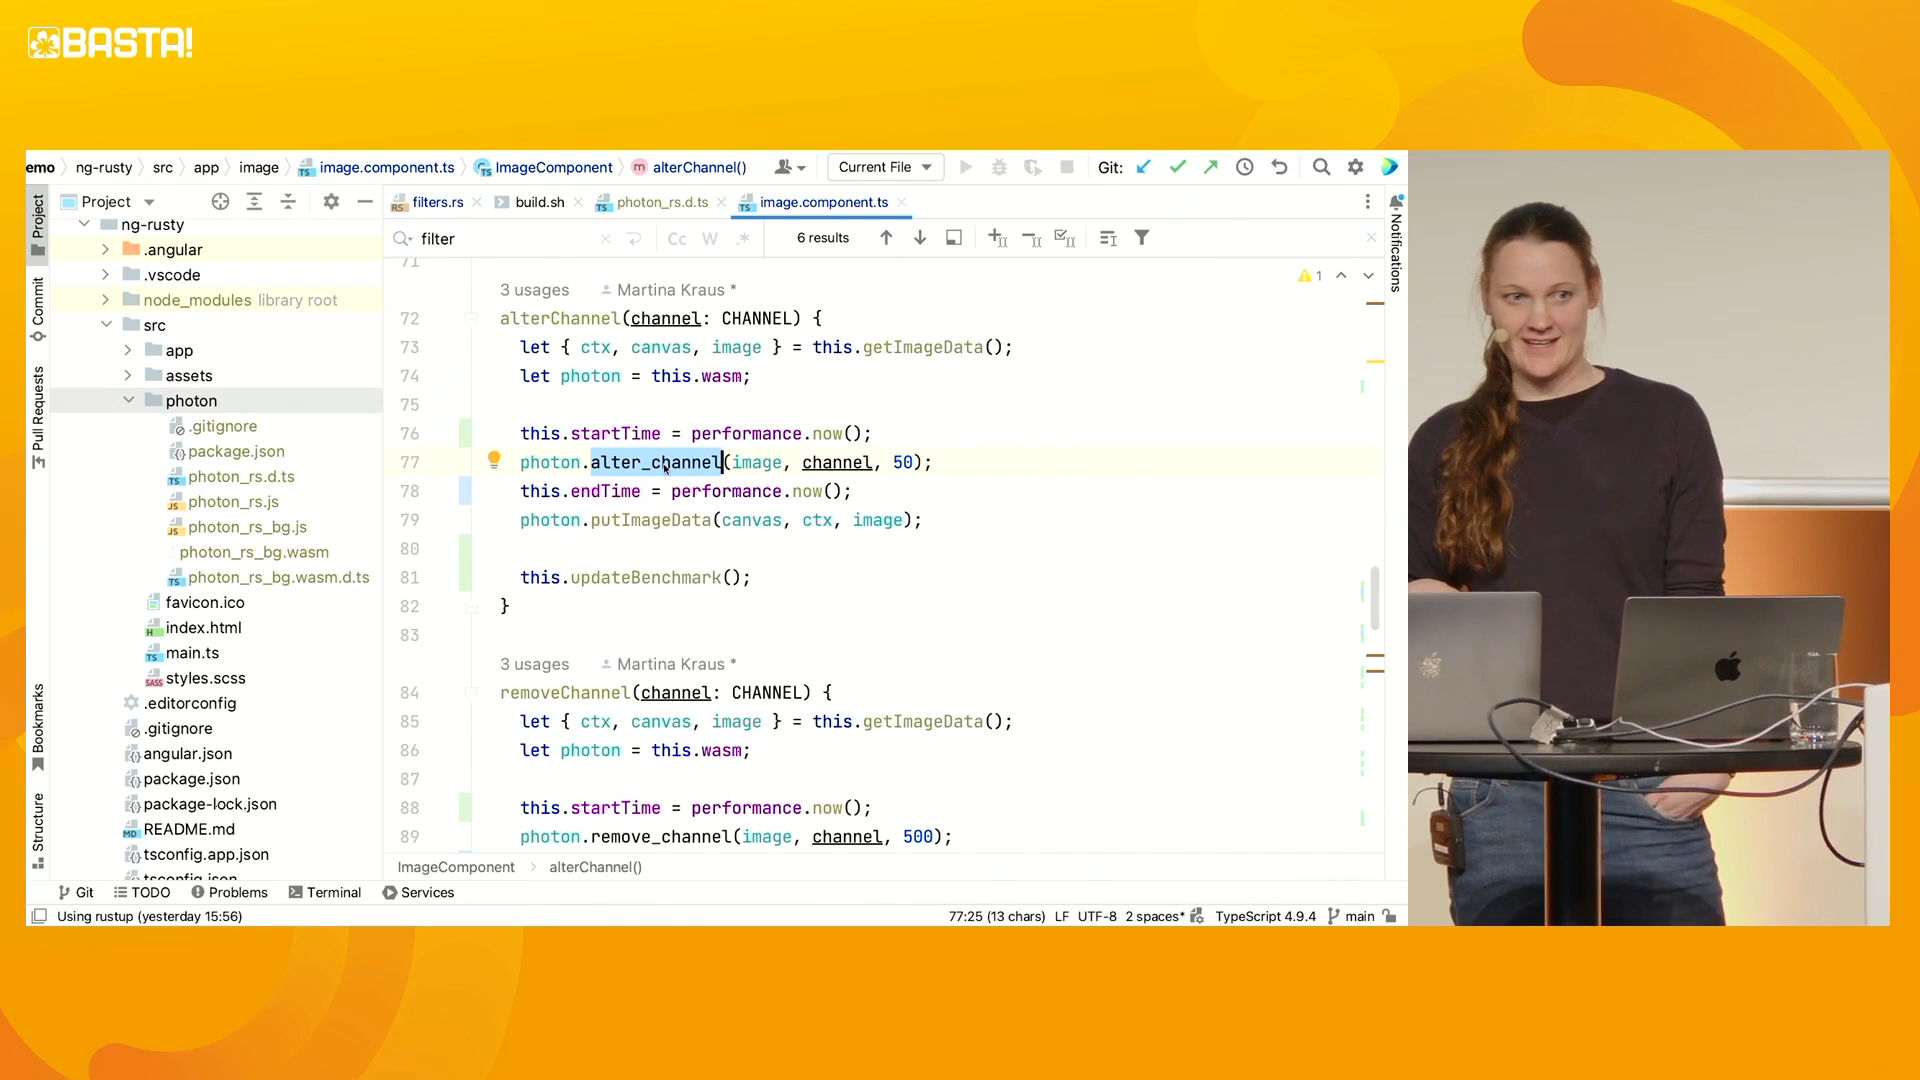 BASTA!
emo ng-rusty src app image image.component.ts ImageComponent alterChannel() Current File Git:
Project
filters.rs build.sh photon_rs.d.ts image.component.ts
filter Cc W .* 6 results
Project
Commit
Pull Requests
Bookmarks
Structure
Notifications
ng-rusty
.angular
.vscode
node_modules library root
src
app
assets
photon
.gitignore
package.json
photon_rs.d.ts
photon_rs.js
photon_rs_bg.js
photon_rs_bg.wasm
photon_rs_bg.wasm.d.ts
favicon.ico
index.html
main.ts
styles.scss
.editorconfig
.gitignore
angular.json
package.json
package-lock.json
README.md
tsconfig.app.json
tsconfig.json
71
1
3 usages Martina Kraus *
72 alterChannel(channel: CHANNEL) {
73 let { ctx, canvas, image } = this.getImageData();
74 let photon = this.wasm;
75
76 this.startTime = performance.now();
77 photon.alter_channel(image, channel, 50);
78 this.endTime = performance.now();
79 photon.putImageData(canvas, ctx, image);
80
81 this.updateBenchmark();
82 }
83
3 usages Martina Kraus *
84 removeChannel(channel: CHANNEL) {
85 let { ctx, canvas, image } = this.getImageData();
86 let photon = this.wasm;
87
88 this.startTime = performance.now();
89 photon.remove_channel(image, channel, 500);
ImageComponent alterChannel()
Git TODO Problems Terminal Services
Using rustup (yesterday 15:56) 77:25 (13 chars) LF UTF-8 2 spaces* TypeScript 4.9.4 main